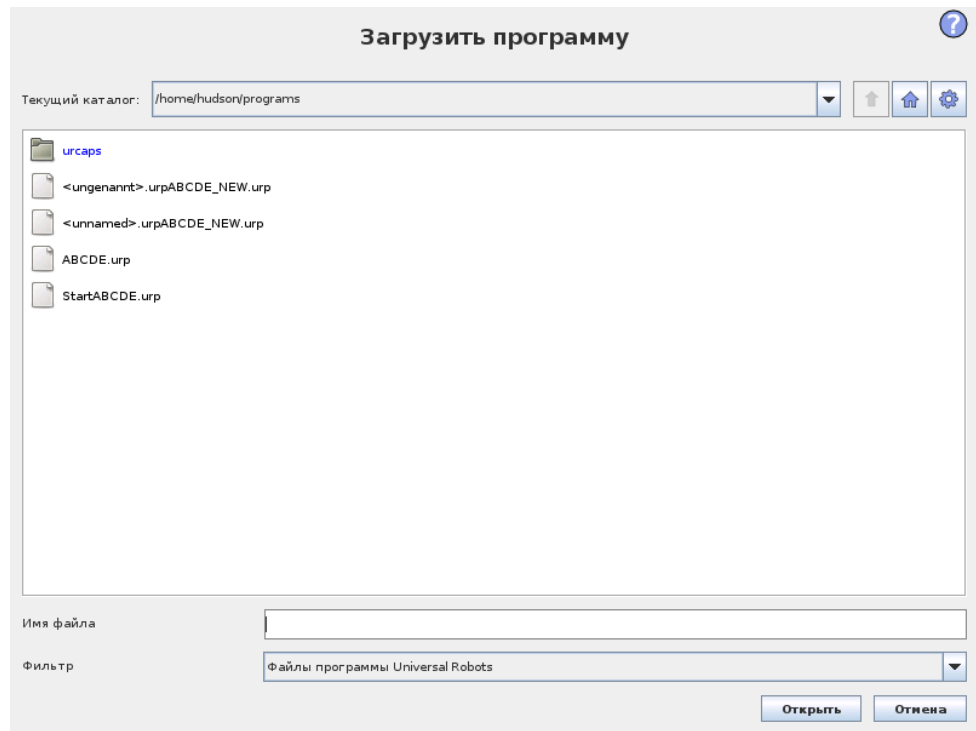 Загрузить программу
?
Текущий каталог: /home/hudson/programs
urcaps
<ungenannt>.urpABCDE_NEW.urp
<unnamed>.urpABCDE_NEW.urp
ABCDE.urp
StartABCDE.urp
Имя файла
Фильтр Файлы программы Universal Robots
Открыть Отмена